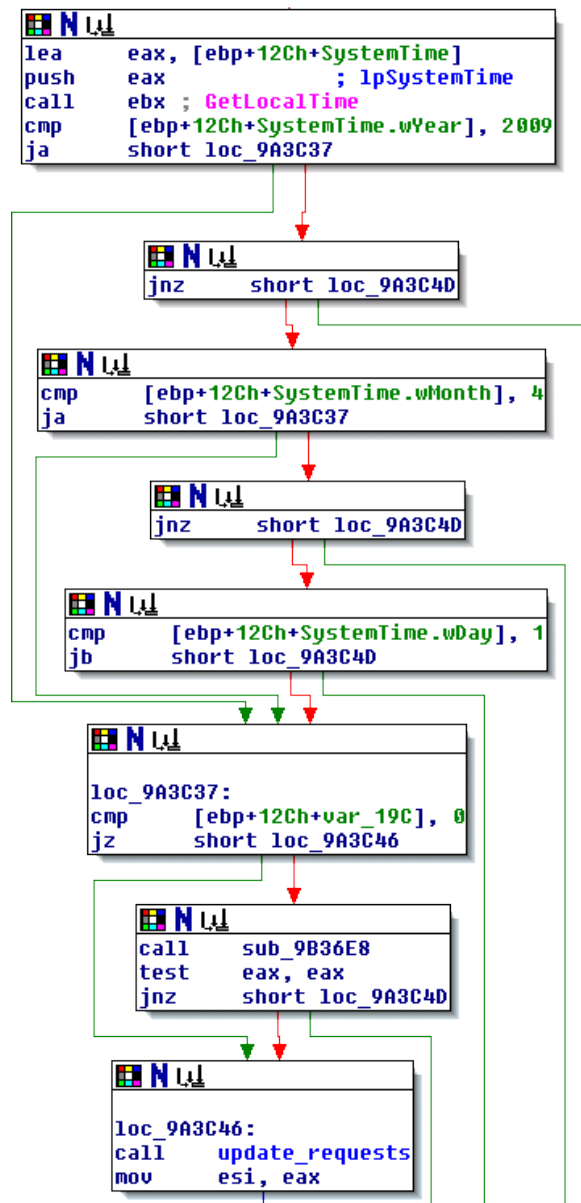 lea eax, [ebp+12Ch+SystemTime]
push eax ; lpSystemTime
call ebx ; GetLocalTime
cmp [ebp+12Ch+SystemTime.wYear], 2009
ja short loc_9A3C37
jnz short loc_9A3C4D
cmp [ebp+12Ch+SystemTime.wMonth], 4
ja short loc_9A3C37
jnz short loc_9A3C4D
cmp [ebp+12Ch+SystemTime.wDay], 1
jb short loc_9A3C4D
loc_9A3C37:
cmp [ebp+12Ch+var_19C], 0
jz short loc_9A3C46
call sub_9B36E8
test eax, eax
jnz short loc_9A3C4D
loc_9A3C46:
call update_requests
mov esi, eax